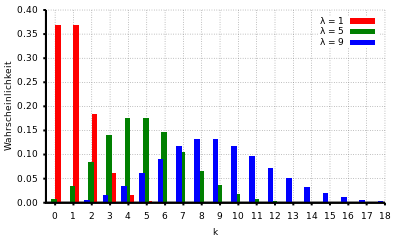 0.40
λ = 1
0.35
λ = 5
λ = 9
0.30
0.25
Wahrscheinlichkeit
0.20
0.15
0.10
0.05
0.00
0 1 2 3 4 5 6 7 8 9 10 11 12 13 14 15 16 17 18
k